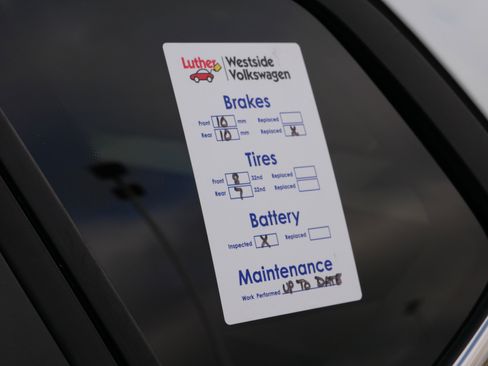 Luther Westside
Volkswagen
Brakes
Front 10 mm Replaced
Rear 10 mm Replaced X
Tires
Front 8 32nd Replaced
Rear 7 32nd Replaced
Battery
Inspected X Replaced
Maintenance
Work Performed UP TO DATE